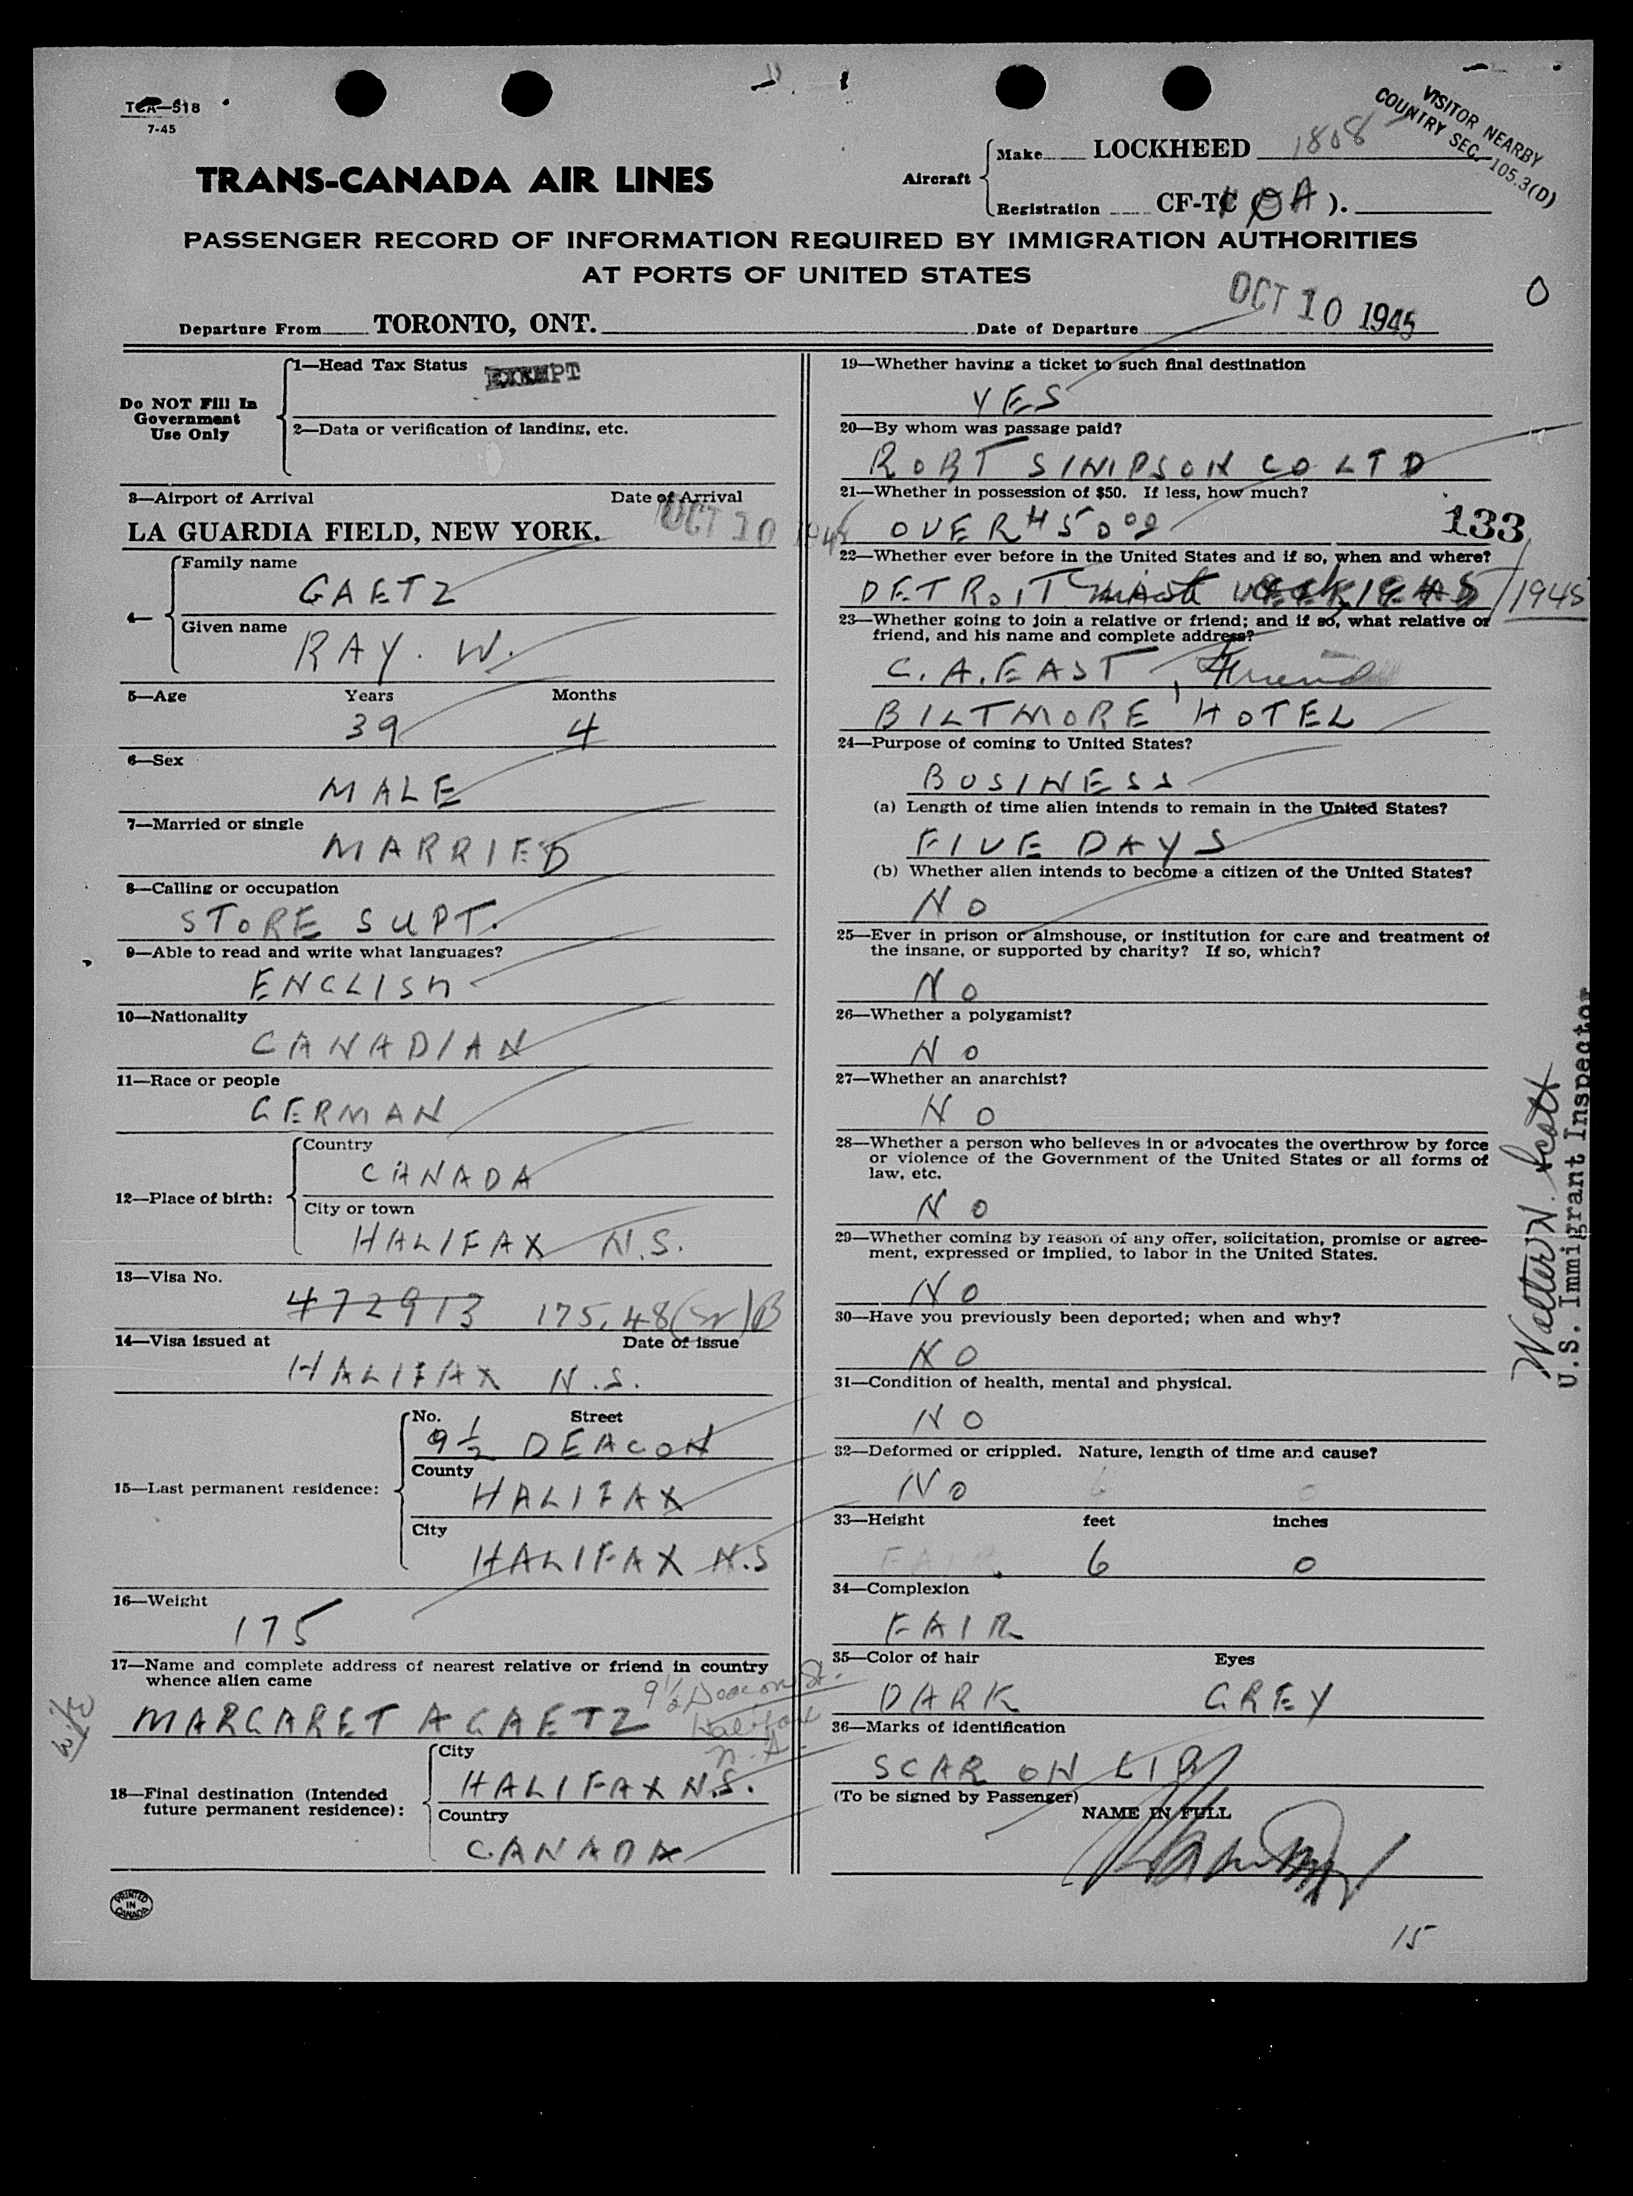 TCA—518
7-45
VISITOR NEARBY
COUNTRY SEC. 105.3(D)
TRANS-CANADA AIR LINES
Aircraft
Make LOCKHEED 1808
Registration CF-TC ( A ).
PASSENGER RECORD OF INFORMATION REQUIRED BY IMMIGRATION AUTHORITIES
AT PORTS OF UNITED STATES
Departure From TORONTO, ONT. Date of Departure OCT 10 1945
0
Do NOT Fill In
Government
Use Only
1—Head Tax Status EXEMPT
2—Data or verification of landing, etc.
3—Airport of Arrival Date of Arrival
LA GUARDIA FIELD, NEW YORK. OCT 10 1945
4—
Family name
GAETZ
Given name
RAY. W.
5—Age Years Months
39 4
6—Sex
MALE
7—Married or single
MARRIED
8—Calling or occupation
STORE SUPT.
9—Able to read and write what languages?
ENGLISH
10—Nationality
CANADIAN
11—Race or people
GERMAN
12—Place of birth:
Country
CANADA
City or town
HALIFAX N.S.
13—Visa No.
472913 175.48 B
14—Visa issued at Date of issue
HALIFAX N.S.
15—Last permanent residence:
No. Street
9½ DEACON
County
HALIFAX
City
HALIFAX N.S
16—Weight
175
17—Name and complete address of nearest relative or friend in country
whence alien came
wife
MARGARET A GAETZ 9½ Deacon St.
Halifax
N.S.
18—Final destination (Intended
future permanent residence):
City
HALIFAX N.S.
Country
CANADA
PRINTED
IN
CANADA
19—Whether having a ticket to such final destination
YES
20—By whom was passage paid?
ROBT SIMPSON CO LTD
21—Whether in possession of $50. If less, how much?
OVER $50.00
133
22—Whether ever before in the United States and if so, when and where?
DETROIT 1945
23—Whether going to join a relative or friend; and if so, what relative or
friend, and his name and complete address?
C. A. EAST, Friend
BILTMORE HOTEL
24—Purpose of coming to United States?
BUSINESS
(a) Length of time alien intends to remain in the United States?
FIVE DAYS
(b) Whether alien intends to become a citizen of the United States?
NO
25—Ever in prison or almshouse, or institution for care and treatment of
the insane, or supported by charity? If so, which?
NO
26—Whether a polygamist?
NO
27—Whether an anarchist?
NO
28—Whether a person who believes in or advocates the overthrow by force
or violence of the Government of the United States or all forms of
law, etc.
NO
29—Whether coming by reason of any offer, solicitation, promise or agree-
ment, expressed or implied, to labor in the United States.
NO
30—Have you previously been deported; when and why?
NO
31—Condition of health, mental and physical.
NO
32—Deformed or crippled. Nature, length of time and cause?
NO
33—Height feet inches
6 0
34—Complexion
FAIR
35—Color of hair Eyes
DARK GREY
36—Marks of identification
SCAR ON LIP
(To be signed by Passenger)
NAME IN FULL
15
Walter N. Scott
U.S. Immigrant Inspector